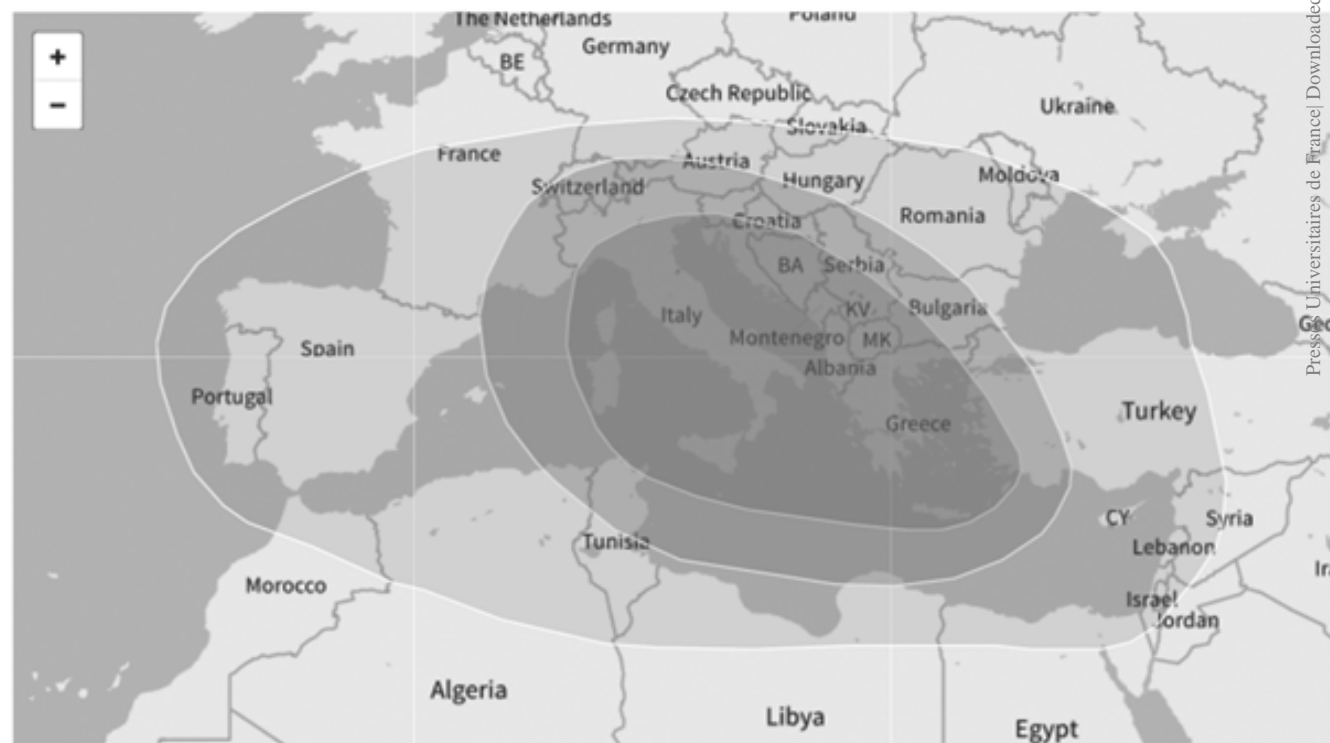 The Netherlands
Poland
+
Germany
BE
Czech Republic
−
Ukraine
Slovakia
France
Austria
Moldova
Hungary
Switzerland
Romania
Croatia
BA
Serbia
KV
Bulgaria
Italy
Montenegro
MK
Spain
Albania
Portugal
Turkey
Greece
CY
Syria
Tunisia
Lebanon
Morocco
Israel
Jordan
Algeria
Libya
Egypt
Presses Universitaires de France| Downloaded